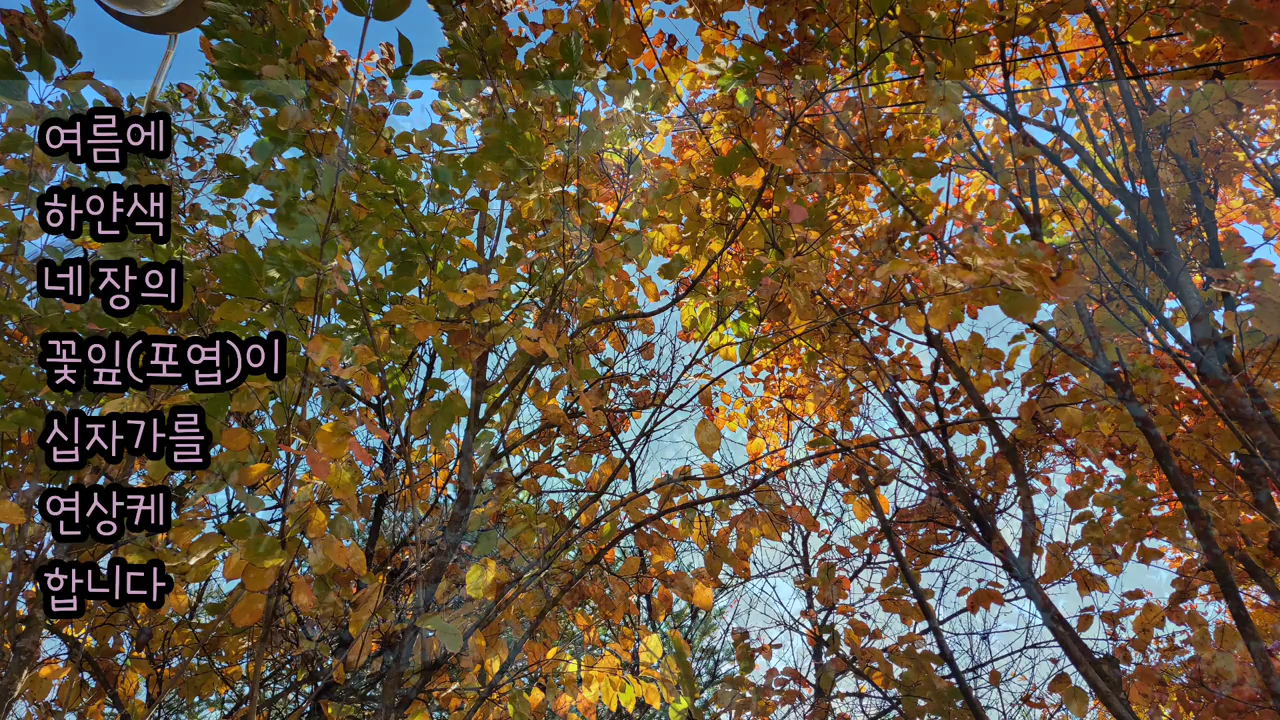 여름에
하얀색
네 장의
꽃잎(포엽)이
십자가를
연상케
합니다